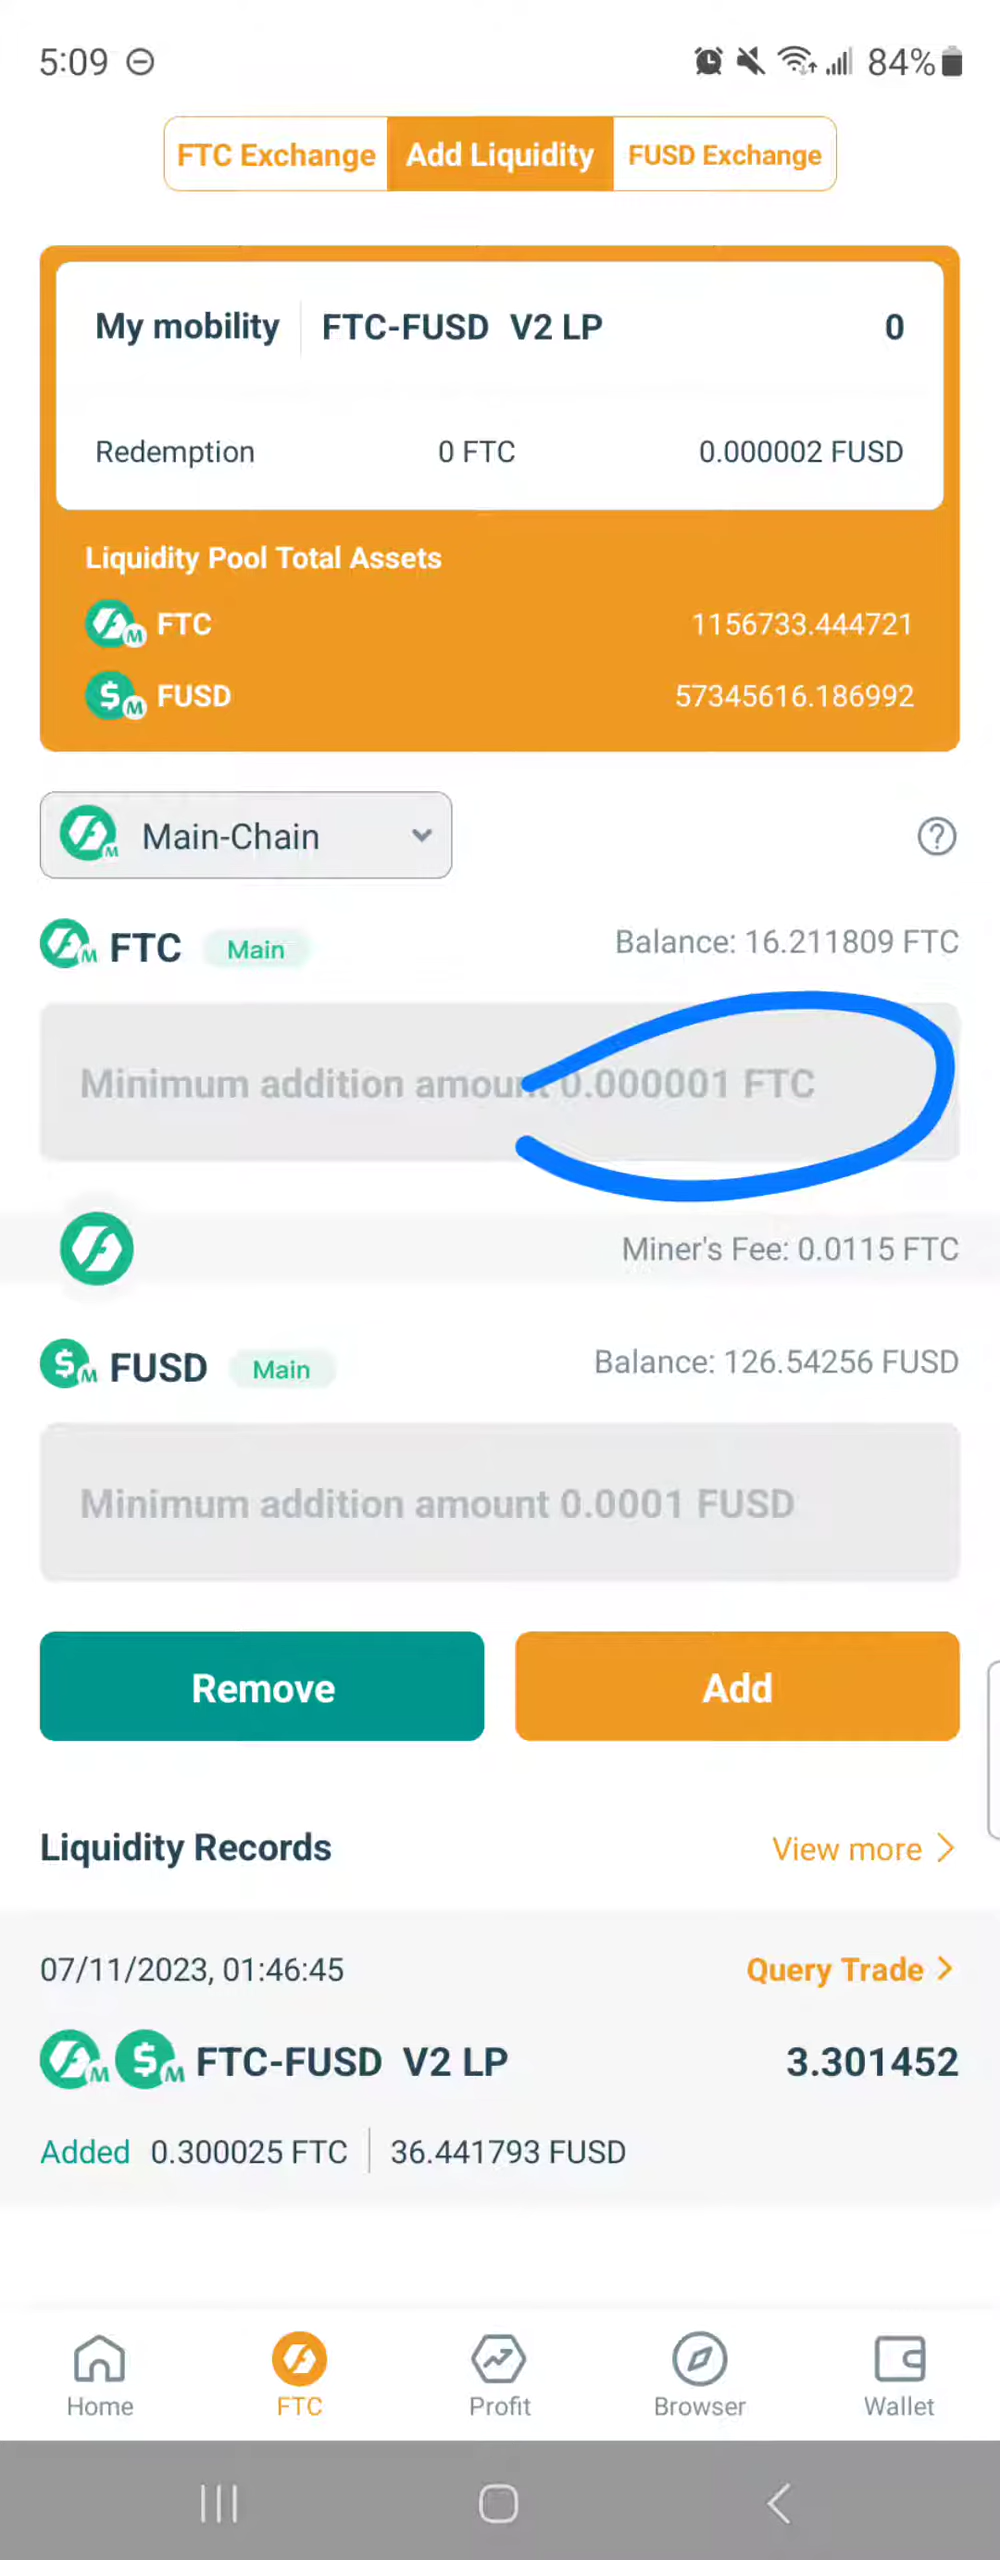 5:09 84%
FTC Exchange Add Liquidity FUSD Exchange
My mobility FTC-FUSD V2 LP 0
Redemption 0 FTC 0.000002 FUSD
Liquidity Pool Total Assets
M FTC 1156733.444721
$ M FUSD 57345616.186992
M Main-Chain ?
M FTC Main Balance: 16.211809 FTC
Minimum addition amount 0.000001 FTC
Miner's Fee: 0.0115 FTC
$ M FUSD Main Balance: 126.54256 FUSD
Minimum addition amount 0.0001 FUSD
Remove Add
Liquidity Records View more
07/11/2023, 01:46:45 Query Trade
M $ M FTC-FUSD V2 LP 3.301452
Added 0.300025 FTC 36.441793 FUSD
Home FTC Profit Browser Wallet